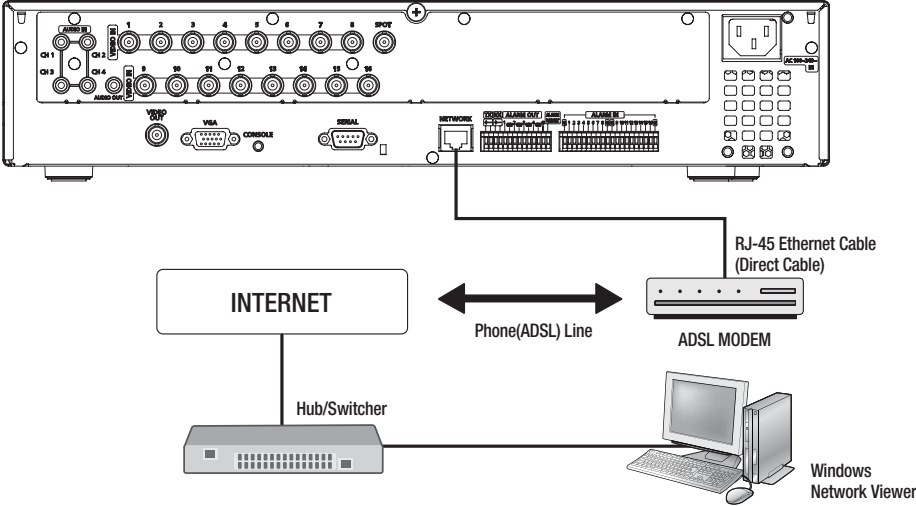 AUDIO IN
CH 1
CH 2
CH 3
CH 4
AUDIO OUT
VIDEO IN
1 2 3 4 5 6 7 8 SPOT
VIDEO IN
9 10 11 12 13 14 15 16
VIDEO OUT
VGA
CONSOLE
SERIAL
NETWORK
ALARM OUT
ALARM IN
RJ-45 Ethernet Cable
(Direct Cable)
INTERNET
Phone(ADSL) Line
ADSL MODEM
Hub/Switcher
Windows
Network Viewer